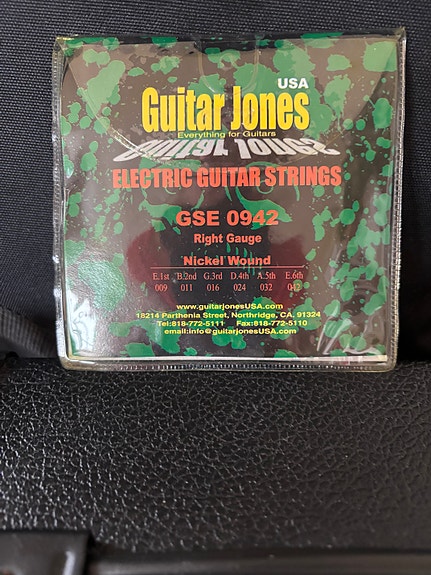 USA
Guitar Jones
Everything for Guitars
Guitar Jones
ELECTRIC GUITAR STRINGS
GSE 0942
Right Gauge
Nickel Wound
E.1st B.2nd G.3rd D.4th A.5th E.6th
009 011 016 024 032 042
www.guitarjonesUSA.com
18214 Parthenia Street, Northridge, CA, 91324
Tel:818-772-5111 Fax:818-772-5110
email:info@guitarjonesUSA.com